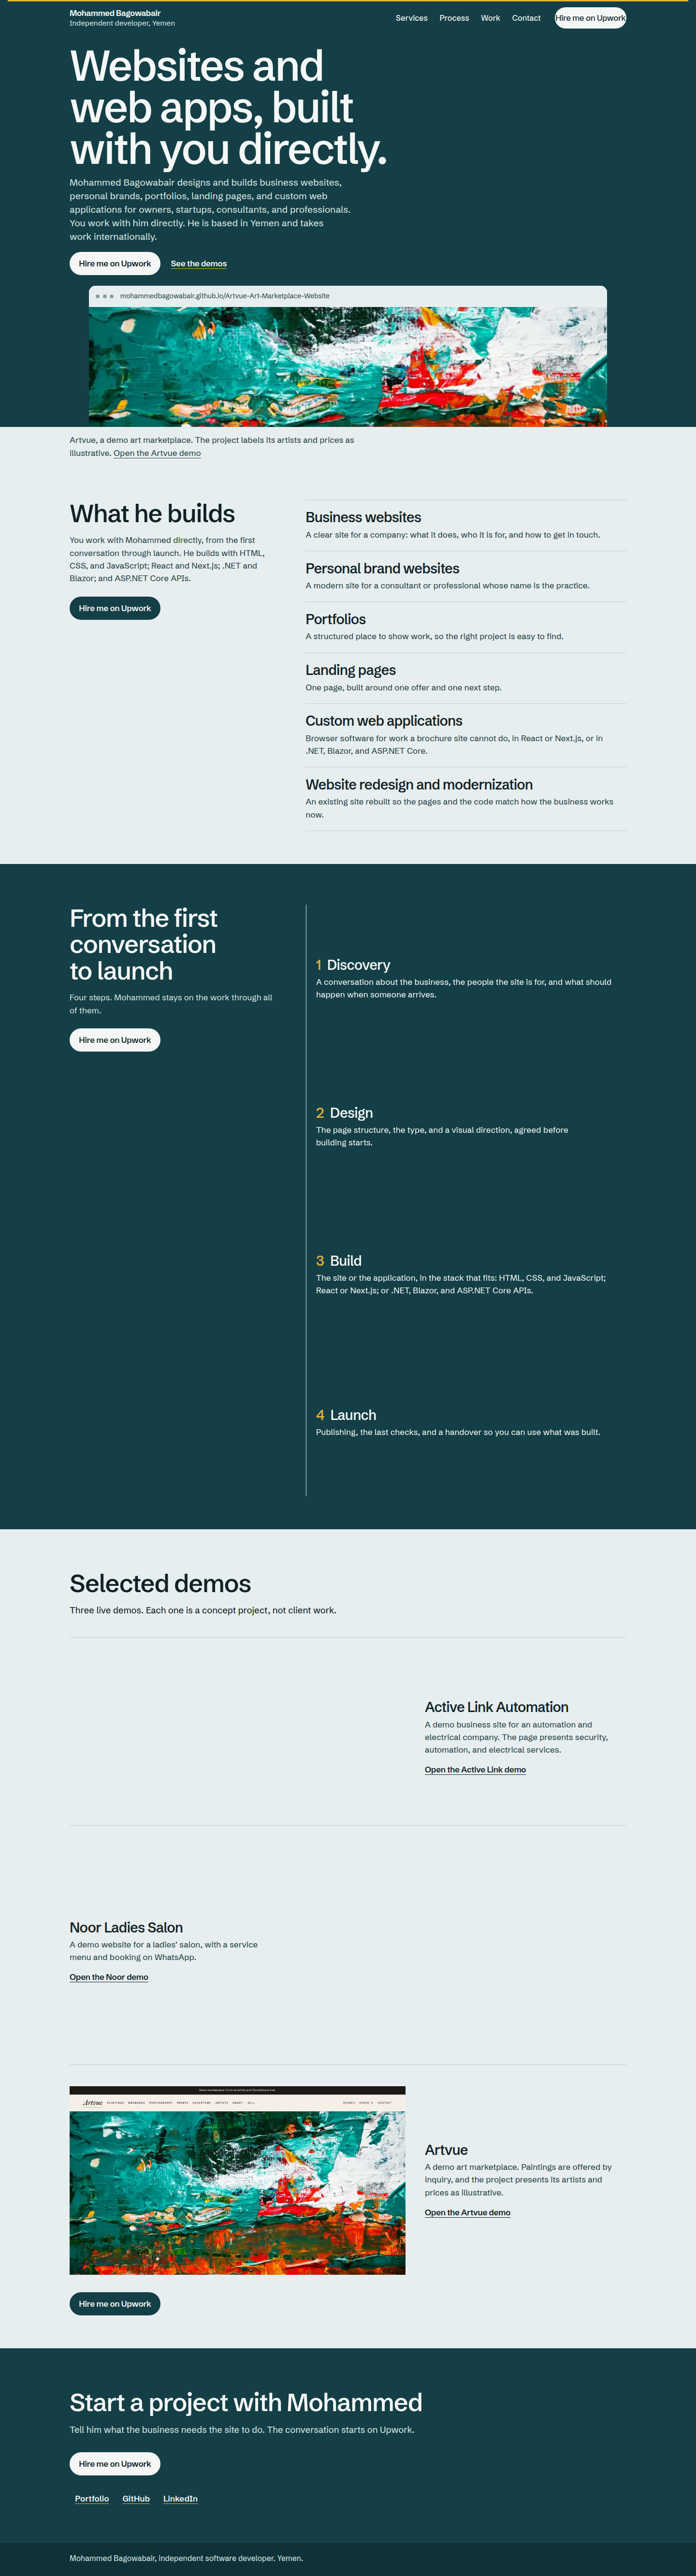 Mohammed Bagowabair
Independent developer, Yemen
Services Process Work Contact Hire me on Upwork
Websites and
web apps, built
with you directly.
Mohammed Bagowabair designs and builds business websites,
personal brands, portfolios, landing pages, and custom web
applications for owners, startups, consultants, and professionals.
You work with him directly. He is based in Yemen and takes
work internationally.
Hire me on Upwork See the demos
mohammedbagowabair.github.io/Artvue-Art-Marketplace-Website
Artvue, a demo art marketplace. The project labels its artists and prices as
illustrative. Open the Artvue demo
What he builds
You work with Mohammed directly, from the first
conversation through launch. He builds with HTML,
CSS, and JavaScript; React and Next.js; .NET and
Blazor; and ASP.NET Core APIs.
Hire me on Upwork
Business websites
A clear site for a company: what it does, who it is for, and how to get in touch.
Personal brand websites
A modern site for a consultant or professional whose name is the practice.
Portfolios
A structured place to show work, so the right project is easy to find.
Landing pages
One page, built around one offer and one next step.
Custom web applications
Browser software for work a brochure site cannot do, in React or Next.js, or in
.NET, Blazor, and ASP.NET Core.
Website redesign and modernization
An existing site rebuilt so the pages and the code match how the business works
now.
From the first
conversation
to launch
Four steps. Mohammed stays on the work through all
of them.
Hire me on Upwork
1 Discovery
A conversation about the business, the people the site is for, and what should
happen when someone arrives.
2 Design
The page structure, the type, and a visual direction, agreed before
building starts.
3 Build
The site or the application, in the stack that fits: HTML, CSS, and JavaScript;
React or Next.js; or .NET, Blazor, and ASP.NET Core APIs.
4 Launch
Publishing, the last checks, and a handover so you can use what was built.
Selected demos
Three live demos. Each one is a concept project, not client work.
Active Link Automation
A demo business site for an automation and
electrical company. The page presents security,
automation, and electrical services.
Open the Active Link demo
Noor Ladies Salon
A demo website for a ladies' salon, with a service
menu and booking on WhatsApp.
Open the Noor demo
Artvue
Artvue
A demo art marketplace. Paintings are offered by
inquiry, and the project presents its artists and
prices as illustrative.
Open the Artvue demo
Hire me on Upwork
Start a project with Mohammed
Tell him what the business needs the site to do. The conversation starts on Upwork.
Hire me on Upwork
Portfolio GitHub LinkedIn
Mohammed Bagowabair, independent software developer. Yemen.